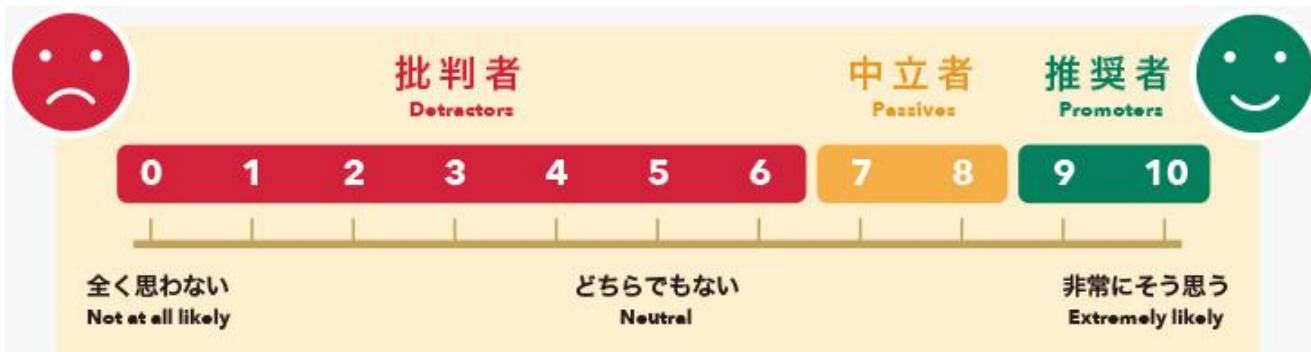 批判者 中立者 推奨者
Detractors Passives Promoters
0 1 2 3 4 5 6 7 8 9 10
全く思わない どちらでもない 非常にそう思う
Not at all likely Neutral Extremely likely